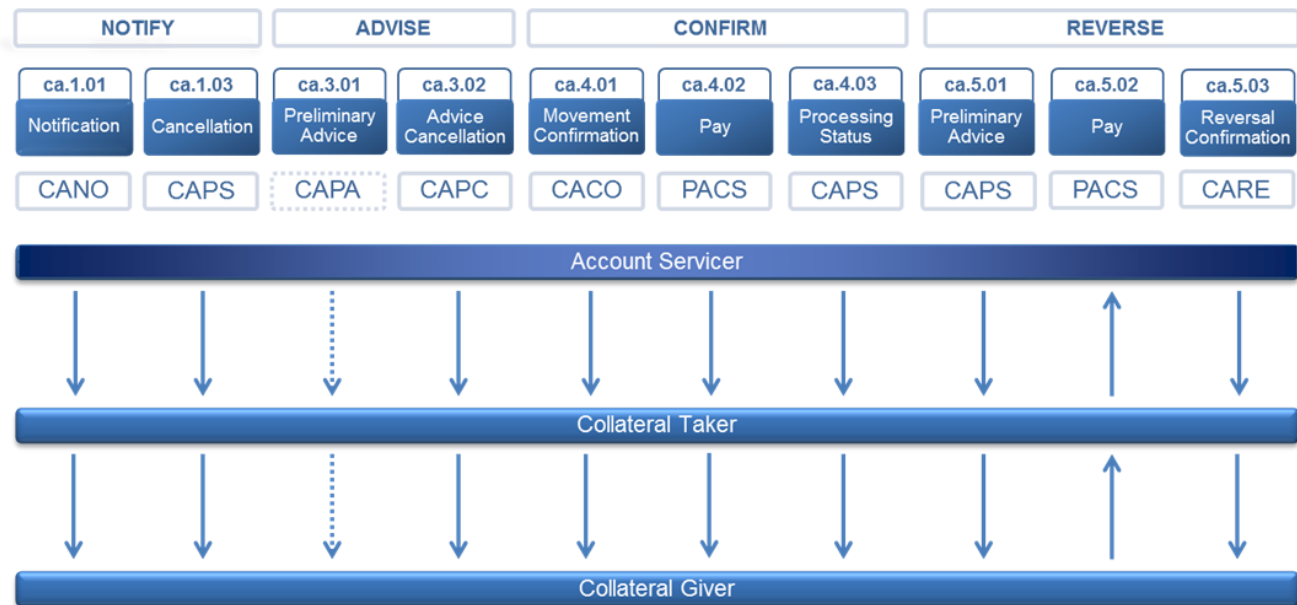 NOTIFY
ADVISE
CONFIRM
REVERSE
ca.1.01
ca.1.03
ca.3.01
ca.3.02
ca.4.01
ca.4.02
ca.4.03
ca.5.01
ca.5.02
ca.5.03
Notification
Cancellation
Preliminary
Advice
Advice
Cancellation
Movement
Confirmation
Pay
Processing
Status
Preliminary
Advice
Pay
Reversal
Confirmation
CANO
CAPS
CAPA
CAPC
CACO
PACS
CAPS
CAPS
PACS
CARE
Account Servicer
Collateral Taker
Collateral Giver